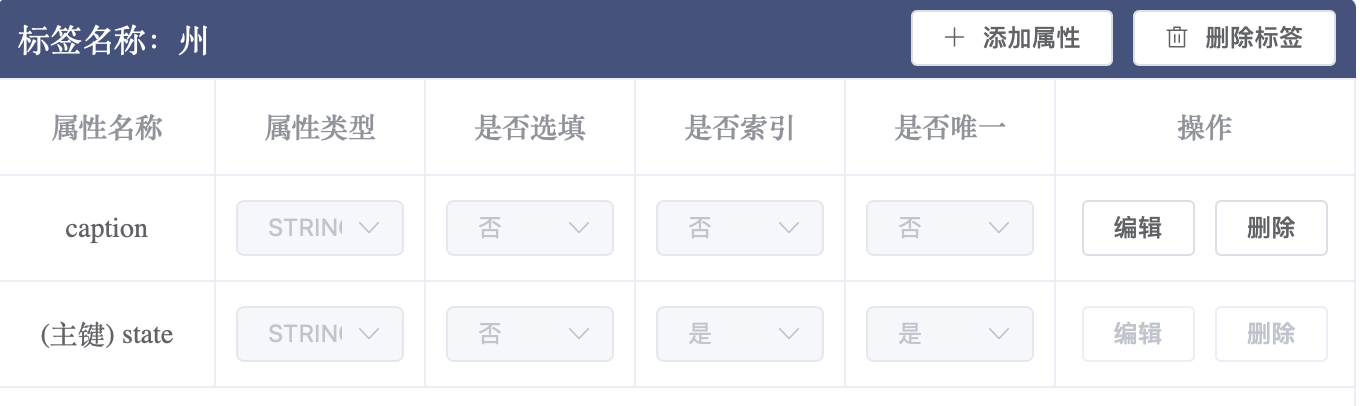 标签名称：州 添加属性 删除标签
属性名称 属性类型 是否选填 是否索引 是否唯一 操作
caption STRING 否 否 否 编辑 删除
(主键) state STRING 否 是 是 编辑 删除